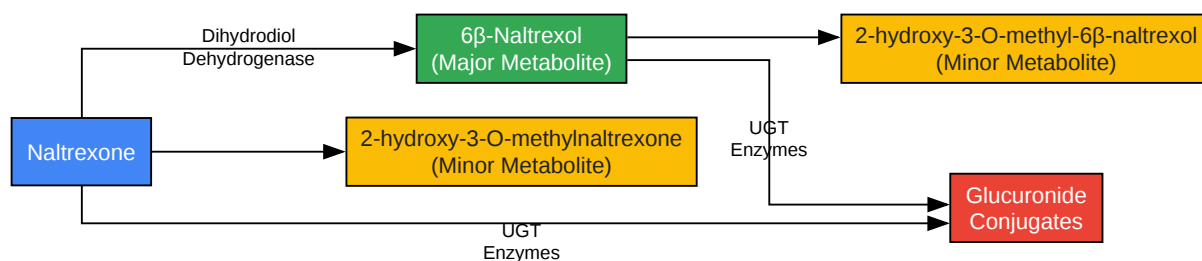 Dihydrodiol
Dehydrogenase
6β-Naltrexol
(Major Metabolite)
2-hydroxy-3-O-methyl-6β-naltrexol
(Minor Metabolite)
Naltrexone
2-hydroxy-3-O-methylnaltrexone
(Minor Metabolite)
UGT
Enzymes
Glucuronide
Conjugates
UGT
Enzymes